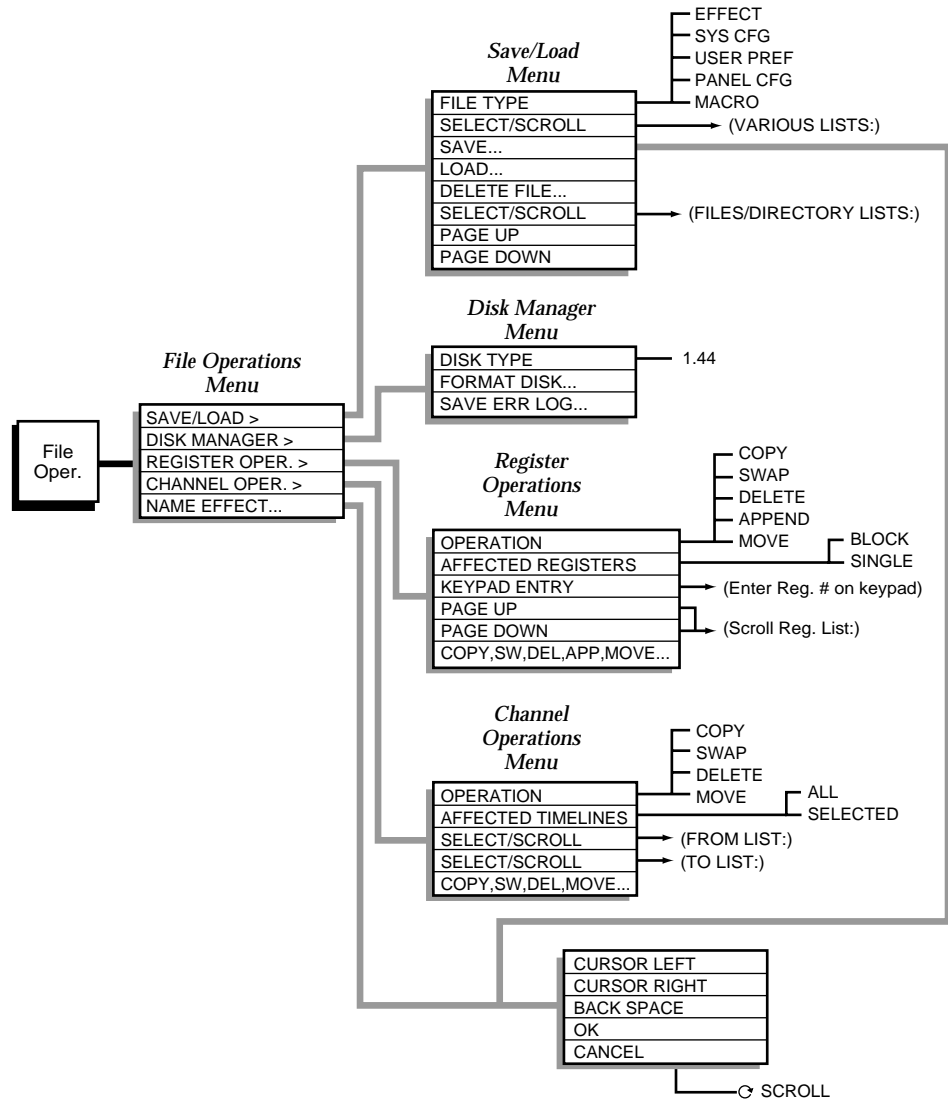 File
Oper.
File Operations
Menu
SAVE/LOAD >
DISK MANAGER >
REGISTER OPER. >
CHANNEL OPER. >
NAME EFFECT...
Save/Load
Menu
FILE TYPE
SELECT/SCROLL
SAVE...
LOAD...
DELETE FILE...
SELECT/SCROLL
PAGE UP
PAGE DOWN
EFFECT
SYS CFG
USER PREF
PANEL CFG
MACRO
(VARIOUS LISTS:)
(FILES/DIRECTORY LISTS:)
Disk Manager
Menu
DISK TYPE
FORMAT DISK...
SAVE ERR LOG...
1.44
Register
Operations
Menu
OPERATION
AFFECTED REGISTERS
KEYPAD ENTRY
PAGE UP
PAGE DOWN
COPY,SW,DEL,APP,MOVE...
COPY
SWAP
DELETE
APPEND
MOVE
BLOCK
SINGLE
(Enter Reg. # on keypad)
(Scroll Reg. List:)
Channel
Operations
Menu
OPERATION
AFFECTED TIMELINES
SELECT/SCROLL
SELECT/SCROLL
COPY,SW,DEL,MOVE...
COPY
SWAP
DELETE
MOVE
ALL
SELECTED
(FROM LIST:)
(TO LIST:)
CURSOR LEFT
CURSOR RIGHT
BACK SPACE
OK
CANCEL
SCROLL